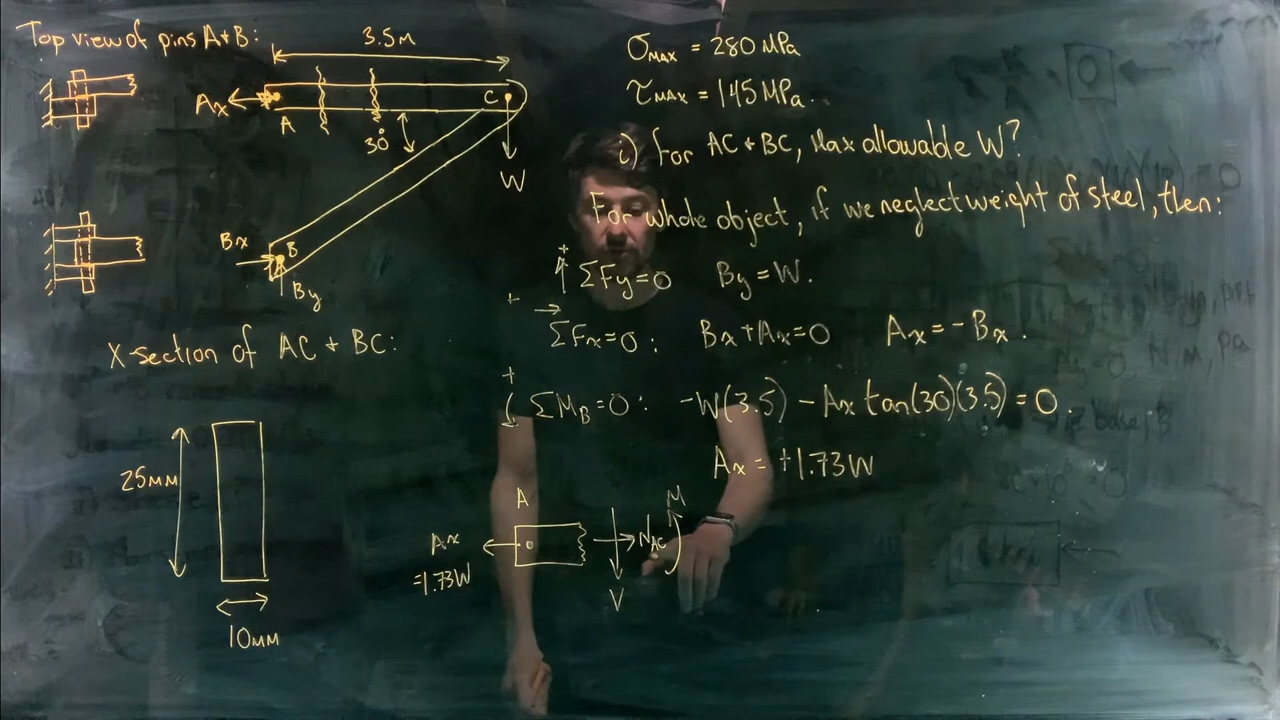 Top view of pins A+B:
3.5m
Ax
A
C
30°
W
Bx
B
By
X-section of AC + BC:
25mm
10mm
σMAX = 280 MPa
τMAX = 145 MPa.
i) for AC + BC, Max allowable W?
For whole object, if we neglect weight of steel, then:
+ ΣFy=0 By = W.
+ ΣFx=0: Bx+Ax=0 Ax = -Bx.
+ ΣMB=0: -W(3.5) - Ax tan(30)(3.5) = 0.
Ax = +1.73W
A
M
Ax
=1.73W
NAC
V